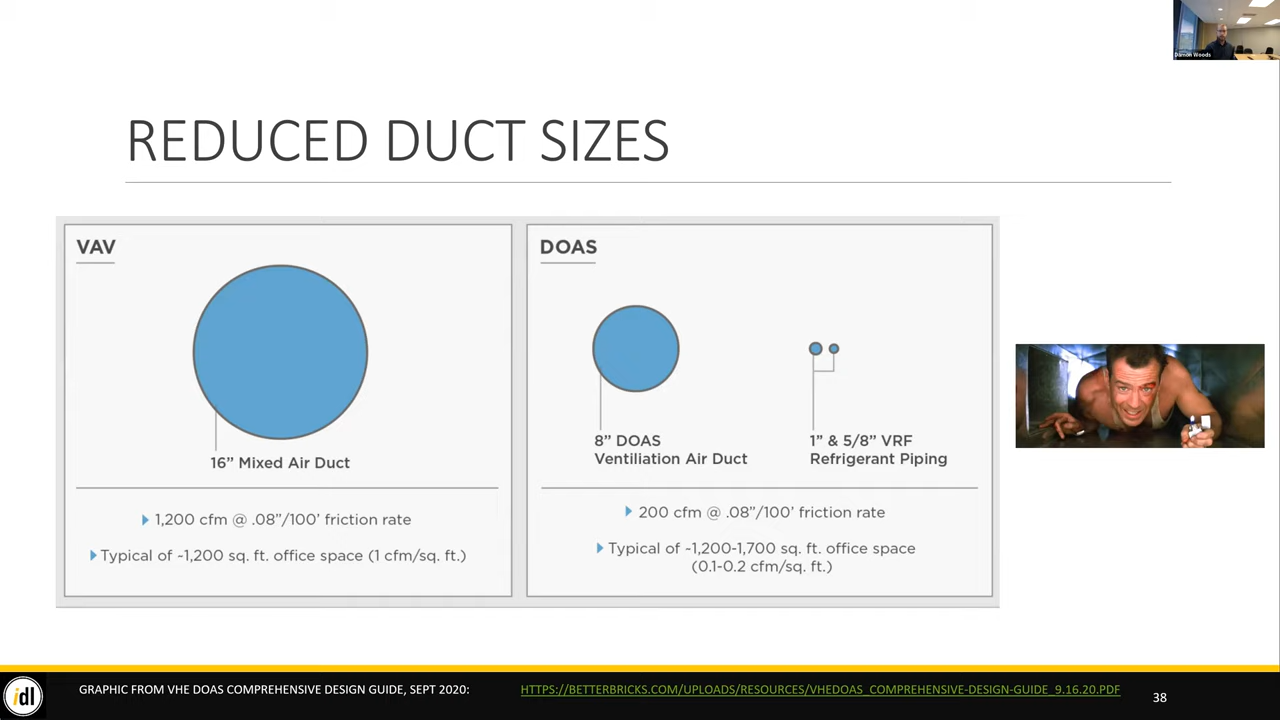 Damon Woods
REDUCED DUCT SIZES
VAV
16” Mixed Air Duct
1,200 cfm @ .08”/100’ friction rate
Typical of ~1,200 sq. ft. office space (1 cfm/sq. ft.)
DOAS
8” DOAS
Ventiliation Air Duct
1” & 5/8” VRF
Refrigerant Piping
200 cfm @ .08”/100’ friction rate
Typical of ~1,200-1,700 sq. ft. office space
(0.1-0.2 cfm/sq. ft.)
idl
GRAPHIC FROM VHE DOAS COMPREHENSIVE DESIGN GUIDE, SEPT 2020:
HTTPS://BETTERBRICKS.COM/UPLOADS/RESOURCES/VHEDOAS_COMPREHENSIVE-DESIGN-GUIDE_9.16.20.PDF
38